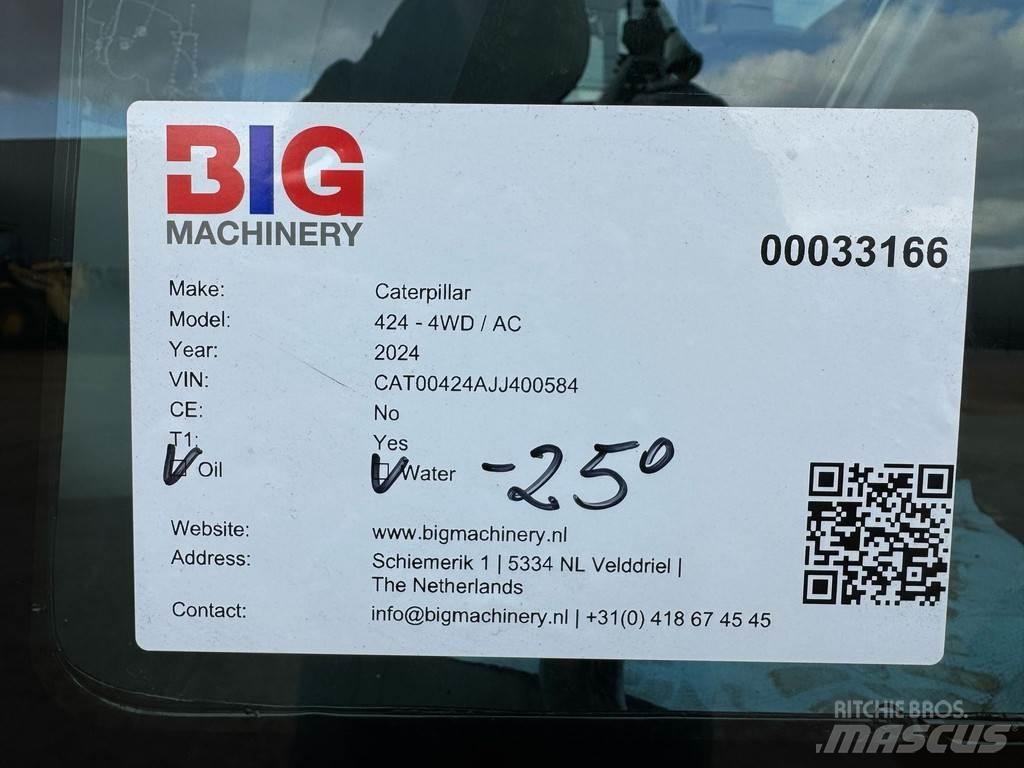 BIG
MACHINERY
00033166
Make: Caterpillar
Model: 424 - 4WD / AC
Year: 2024
VIN: CAT00424AJJ400584
CE: No
T1: Yes
V Oil V Water -25°
Website: www.bigmachinery.nl
Address: Schiemerik 1 | 5334 NL Velddriel |
The Netherlands
Contact: info@bigmachinery.nl | +31(0) 418 67 45 45
RITCHIE BROS.
MASCUS